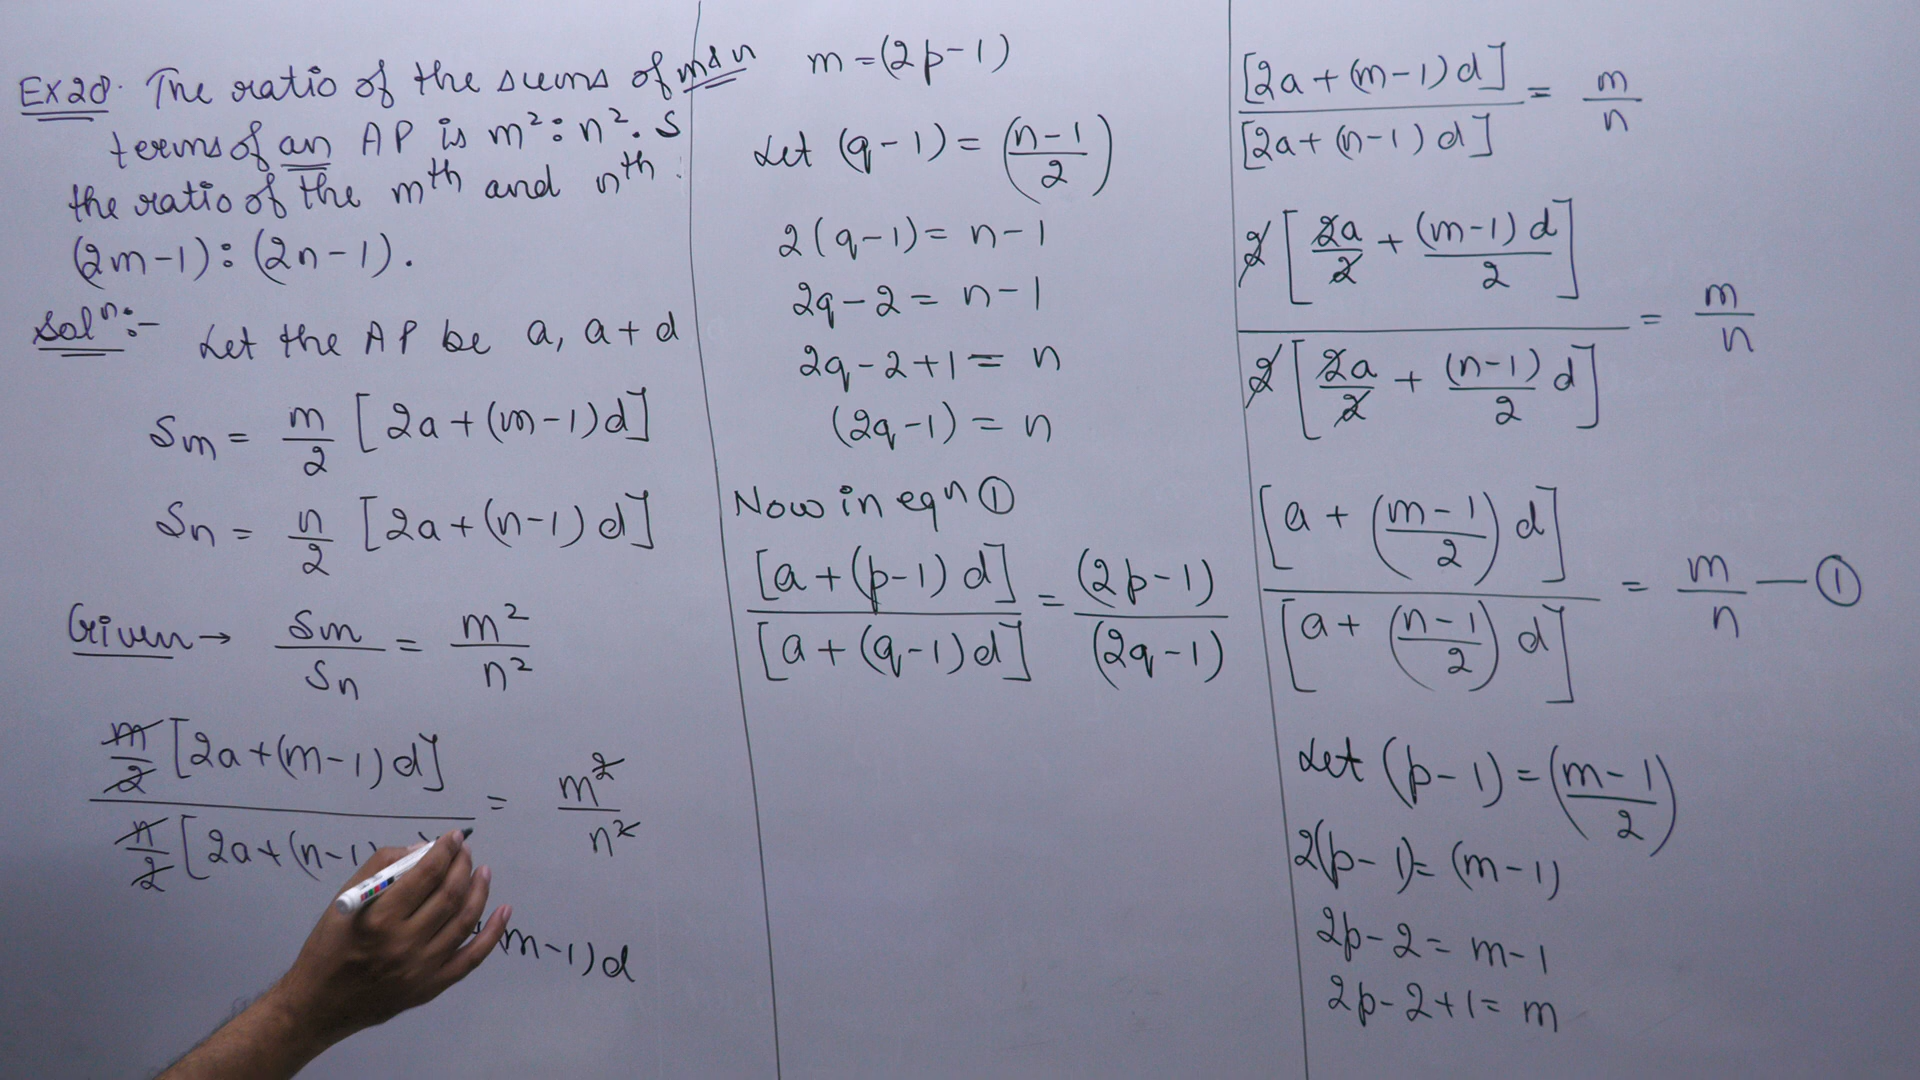 Ex 28. The ratio of the sums of m & n
terms of an AP is m² : n². S
the ratio of the mth and nth
(2m-1) : (2n-1).
Solⁿ:- Let the AP be a, a+d
Sm = m/2 [2a+(m-1)d]
Sn = n/2 [2a+(n-1)d]
Given → Sm/Sn = m²/n²
m/2 [2a+(m-1)d] / n/2 [2a+(n-1) = m²/n²
m-1)d
m = (2p-1)
Let (q-1) = ((n-1)/2)
2(q-1) = n-1
2q-2 = n-1
2q-2+1 = n
(2q-1) = n
Now in eqⁿ ①
[a+(p-1)d] / [a+(q-1)d] = (2p-1) / (2q-1)
[2a+(m-1)d] / [2a+(n-1)d] = m/n
2[2a/2 + (m-1)d/2] / 2[2a/2 + (n-1)/2 d] = m/n
[a+((m-1)/2)d] / [a+((n-1)/2)d] = m/n — ①
Let (p-1) = ((m-1)/2)
2(p-1) = (m-1)
2p-2 = m-1
2p-2+1 = m